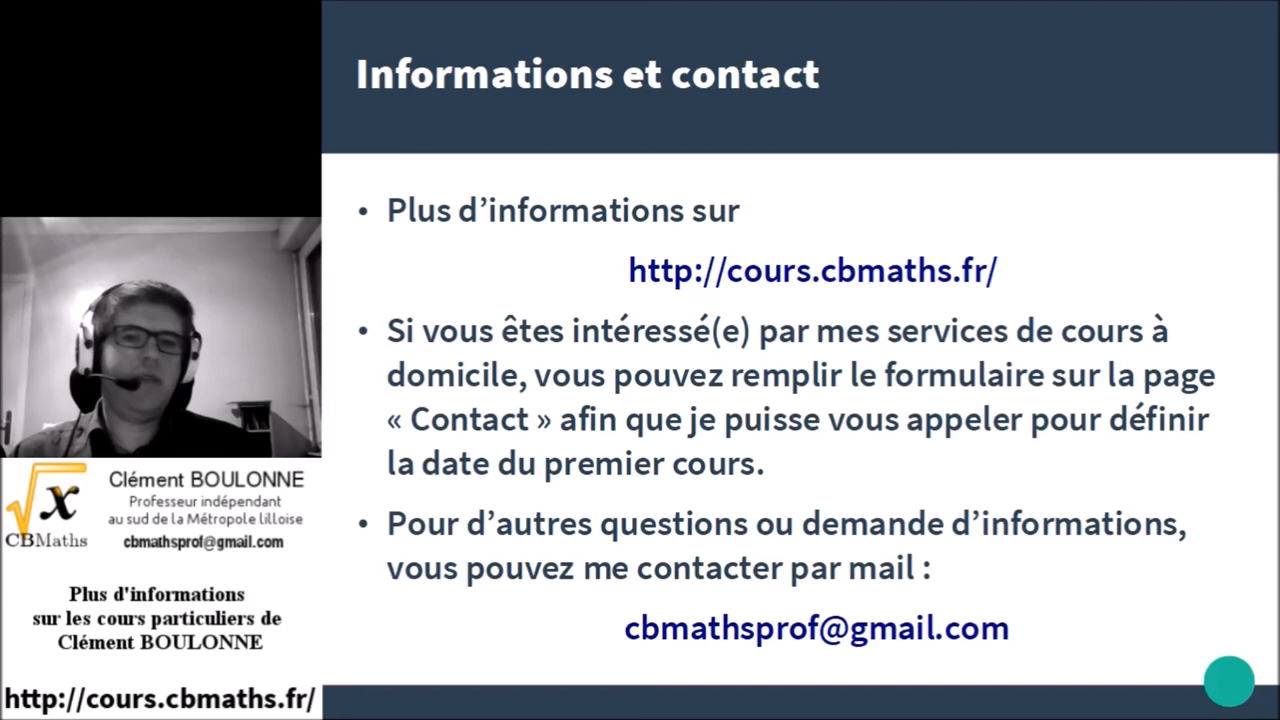 Informations et contact
• Plus d’informations sur
http://cours.cbmaths.fr/
• Si vous êtes intéressé(e) par mes services de cours à
domicile, vous pouvez remplir le formulaire sur la page
« Contact » afin que je puisse vous appeler pour définir
la date du premier cours.
• Pour d’autres questions ou demande d’informations,
vous pouvez me contacter par mail :
cbmathsprof@gmail.com
x
CBMaths
Clément BOULONNE
Professeur indépendant
au sud de la Métropole lilloise
cbmathsprof@gmail.com
Plus d'informations
sur les cours particuliers de
Clément BOULONNE
http://cours.cbmaths.fr/